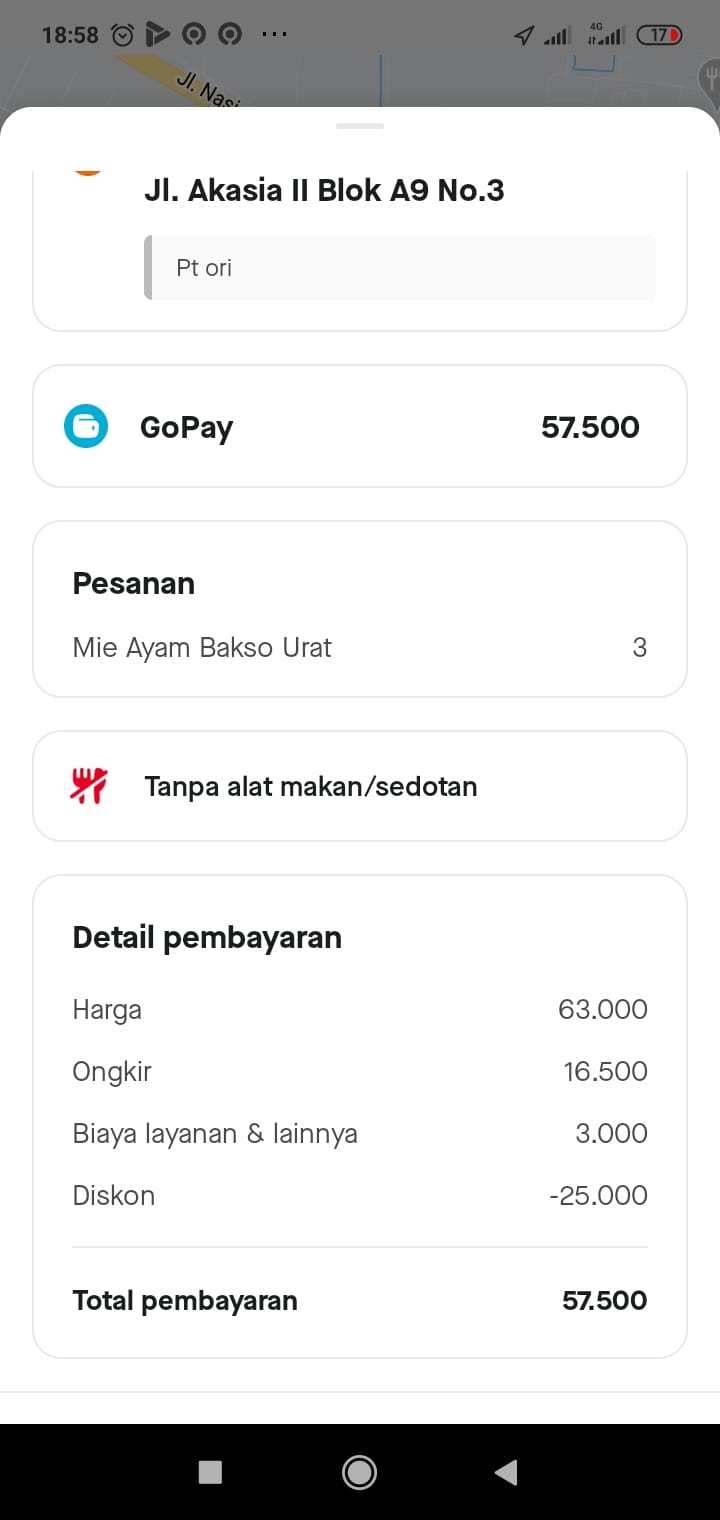 18:58
4G
17
Jl. Nasi
Jl. Akasia II Blok A9 No.3
Pt ori
GoPay 57.500
Pesanan
Mie Ayam Bakso Urat 3
Tanpa alat makan/sedotan
Detail pembayaran
Harga 63.000
Ongkir 16.500
Biaya layanan & lainnya 3.000
Diskon -25.000
Total pembayaran 57.500